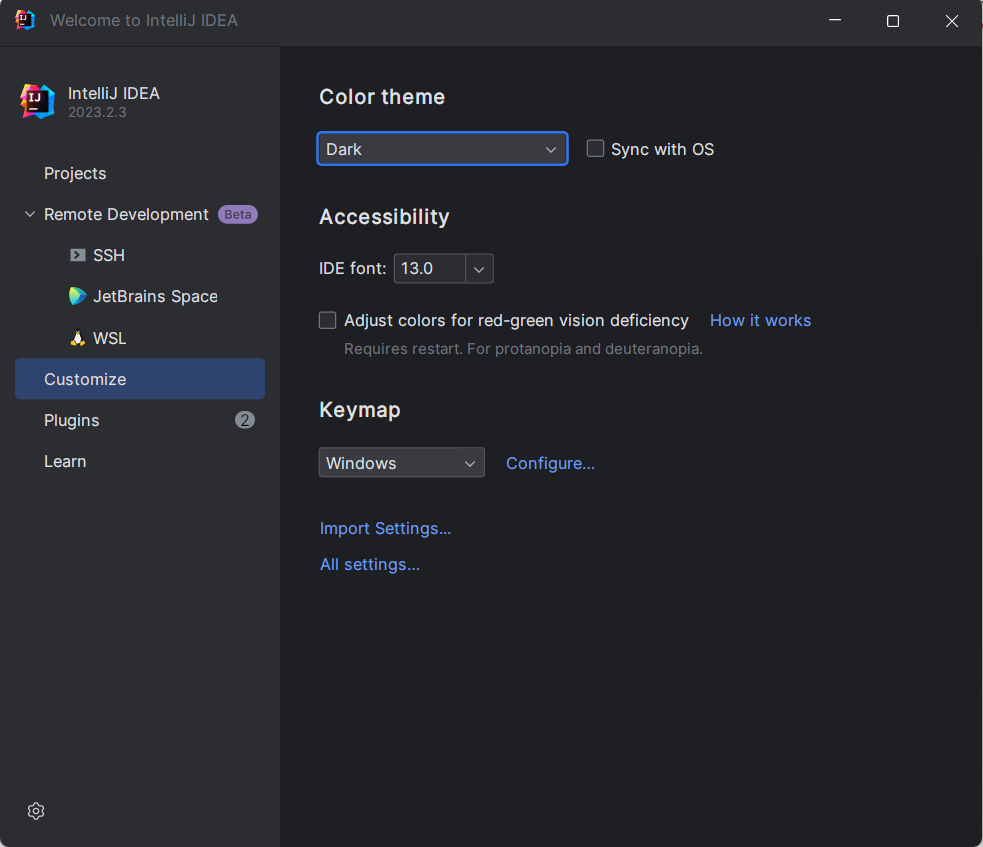 Welcome to IntelliJ IDEA
IntelliJ IDEA
2023.2.3
Projects
Remote Development Beta
SSH
JetBrains Space
WSL
Customize
Plugins 2
Learn
Color theme
Dark Sync with OS
Accessibility
IDE font: 13.0
Adjust colors for red-green vision deficiency How it works
Requires restart. For protanopia and deuteranopia.
Keymap
Windows Configure...
Import Settings...
All settings...